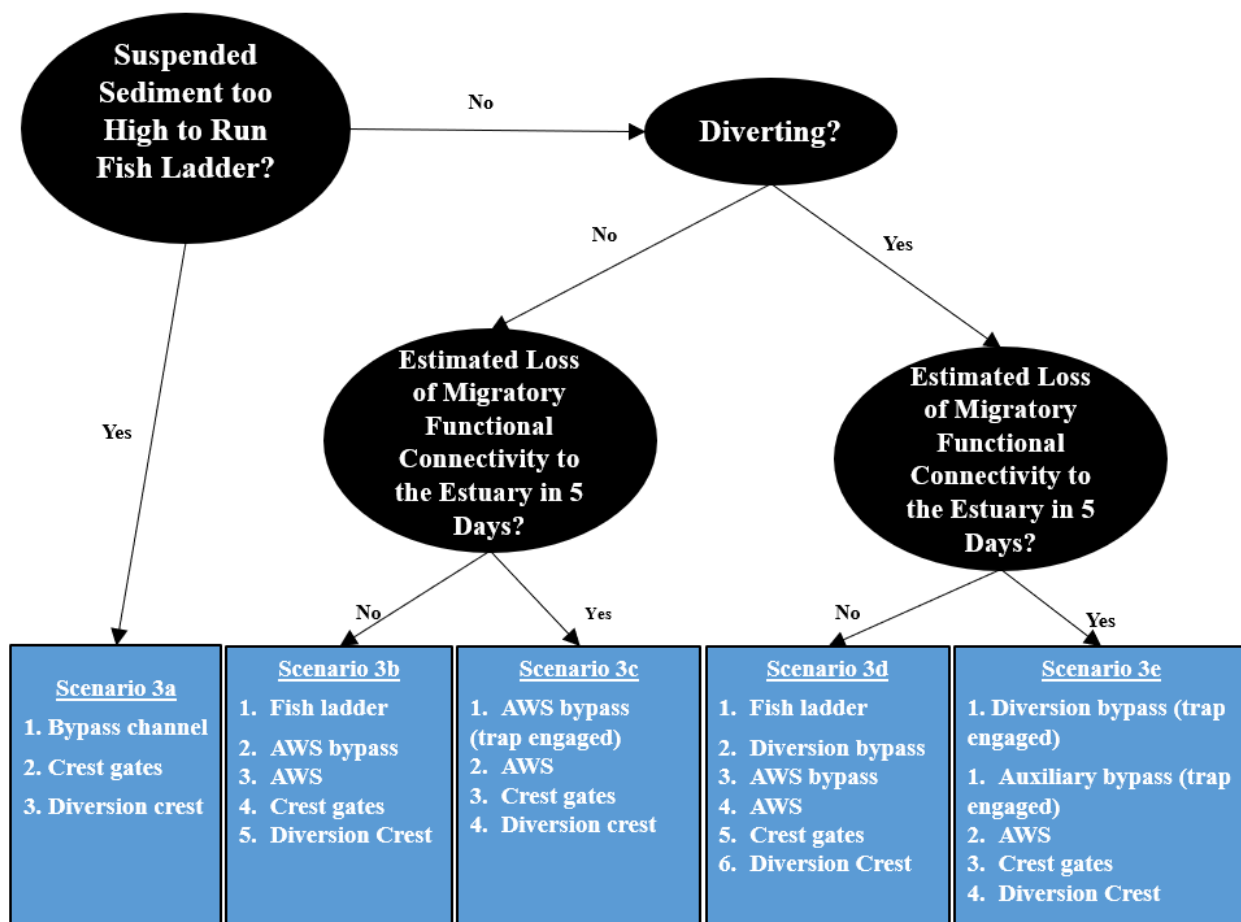 Suspended
Sediment too
High to Run
Fish Ladder?
No
Diverting?
No
Yes
Yes
Estimated Loss
of Migratory
Functional
Connectivity to
the Estuary in 5
Days?
Estimated Loss
of Migratory
Functional
Connectivity to
the Estuary in 5
Days?
No
Yes
No
Yes
Scenario 3a
1. Bypass channel
2. Crest gates
3. Diversion crest
Scenario 3b
1. Fish ladder
2. AWS bypass
3. AWS
4. Crest gates
5. Diversion Crest
Scenario 3c
1. AWS bypass
(trap engaged)
2. AWS
3. Crest gates
4. Diversion crest
Scenario 3d
1. Fish ladder
2. Diversion bypass
3. AWS bypass
4. AWS
5. Crest gates
6. Diversion Crest
Scenario 3e
1. Diversion bypass (trap
engaged)
1. Auxiliary bypass (trap
engaged)
2. AWS
3. Crest gates
4. Diversion Crest